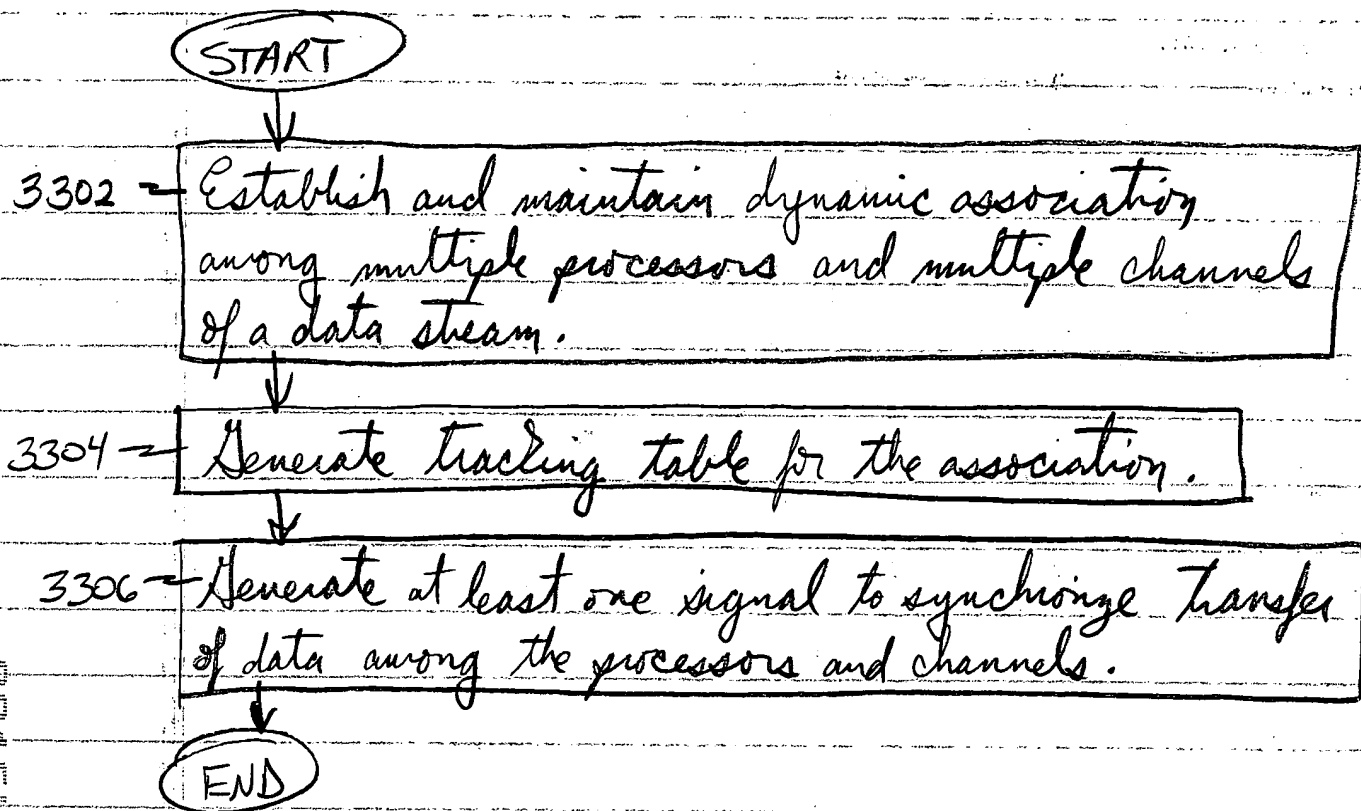 START
3302 Establish and maintain dynamic association
among multiple processors and multiple channels
of a data stream.
3304 Generate tracking table for the association.
3306 Generate at least one signal to synchronize transfer
of data among the processors and channels.
END